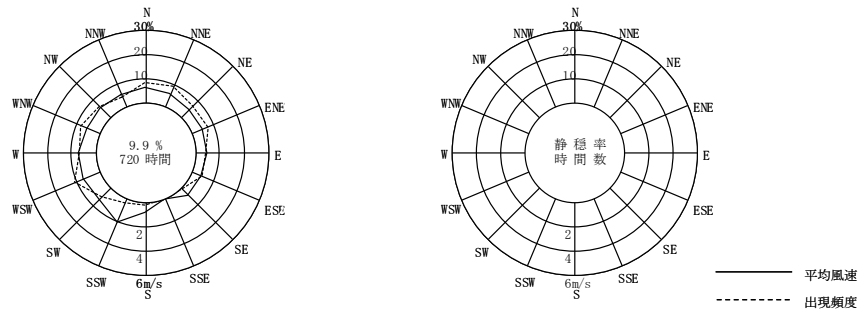 N
30%
NNW
NNE
NW
20
NE
10
WNW
ENE
9.9 %
720 時間
W
E
WSW
ESE
2
SW
SE
4
SSW
SSE
6m/s
S
N
30%
NNW
NNE
NW
20
NE
10
WNW
ENE
静 穏 率
時 間 数
W
E
WSW
ESE
2
SW
SE
4
SSW
SSE
6m/s
S
平均風速
出現頻度